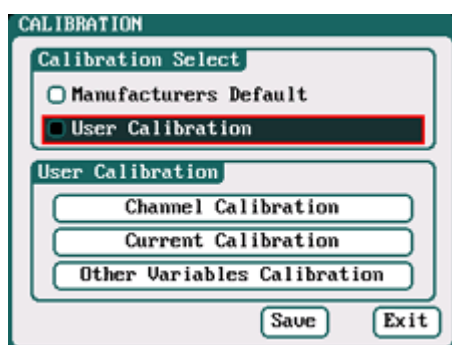 CALIBRATION
Calibration Select
Manufacturers Default
User Calibration
User Calibration
Channel Calibration
Current Calibration
Other Variables Calibration
Save Exit